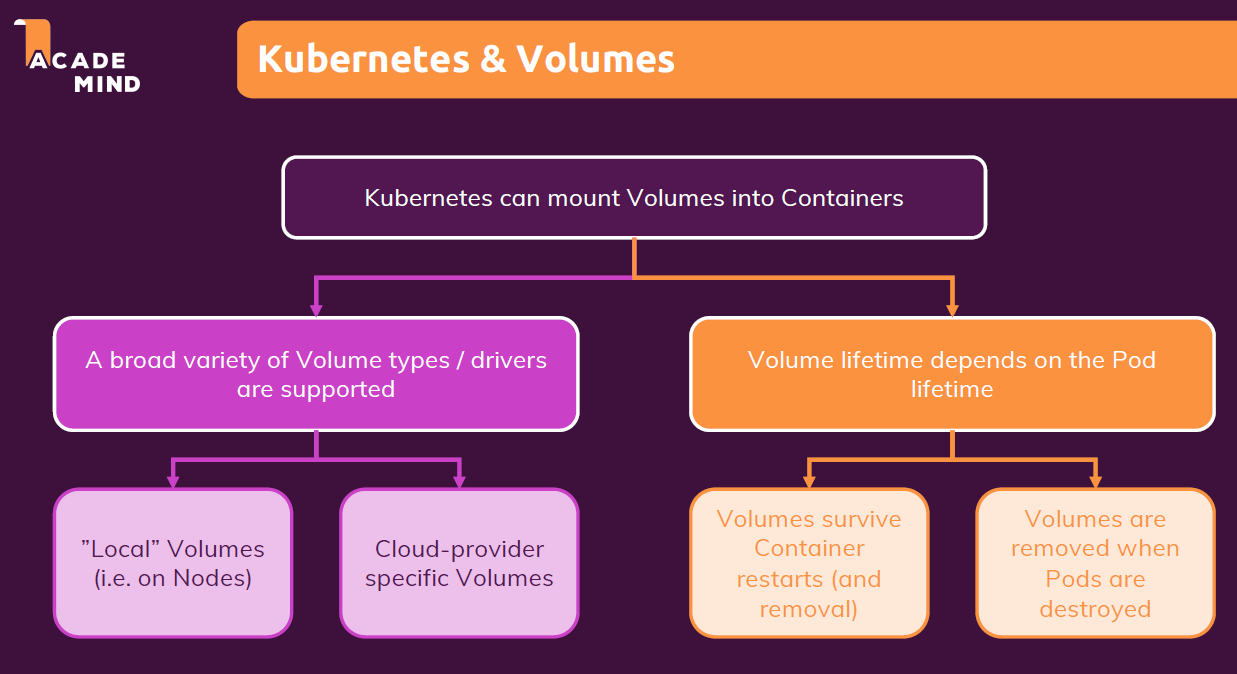 ACADE
MIND
Kubernetes & Volumes
Kubernetes can mount Volumes into Containers
A broad variety of Volume types / drivers
are supported
Volume lifetime depends on the Pod
lifetime
”Local” Volumes
(i.e. on Nodes)
Cloud-provider
specific Volumes
Volumes survive
Container
restarts (and
removal)
Volumes are
removed when
Pods are
destroyed